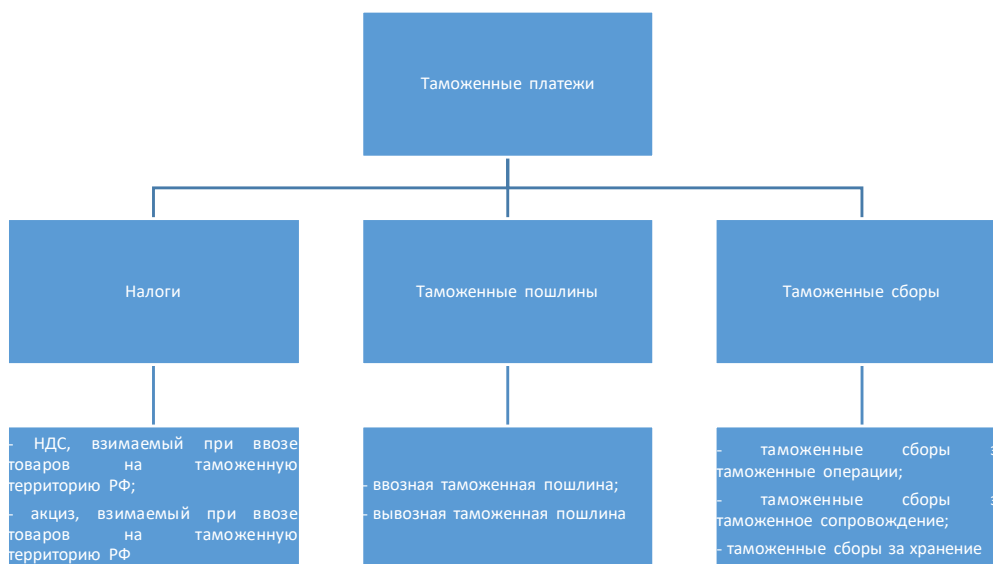 Таможенные платежи
Налоги
Таможенные пошлины
Таможенные сборы
- НДС, взимаемый при ввозе
товаров на таможенную
территорию РФ;
- акциз, взимаемый при ввозе
товаров на таможенную
территорию РФ
- ввозная таможенная пошлина;
- вывозная таможенная пошлина
- таможенные сборы
таможенные операции;
- таможенные сборы
таможенное сопровождение;
- таможенные сборы за хранение